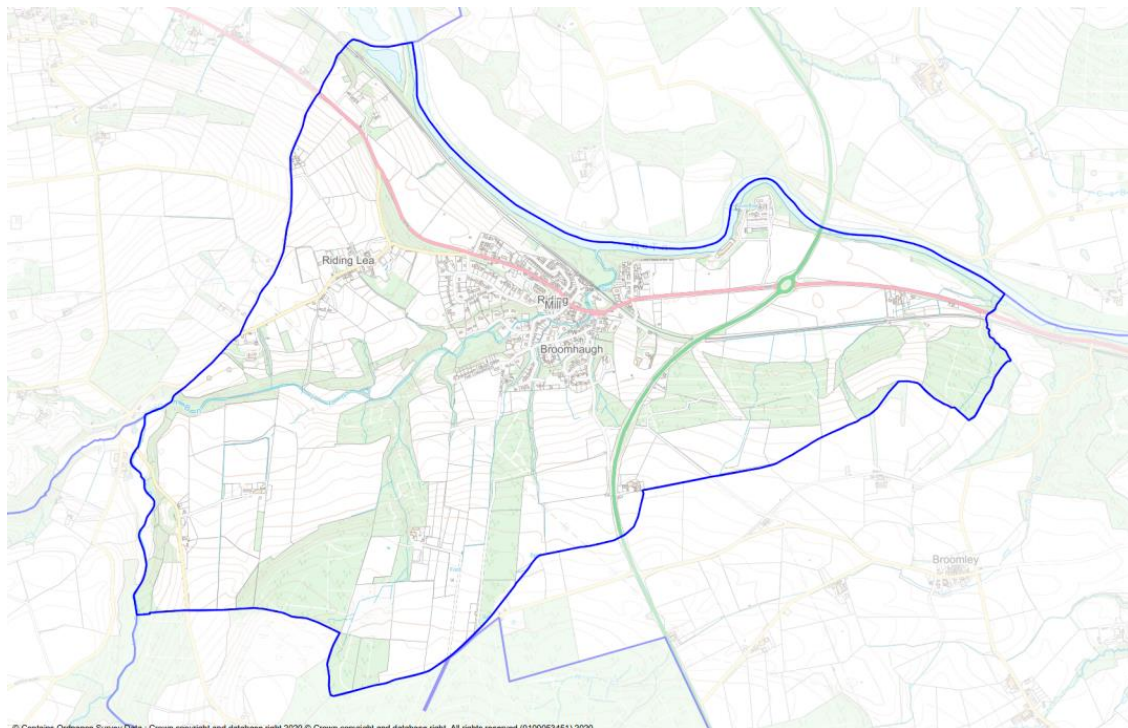 Riding Lea
Riding
Mill
Broomhaugh
Broomley
© Contains Ordnance Survey Data : Crown copyright and database right 2020 © Crown copyright and database right. All rights reserved (0100053451) 2020